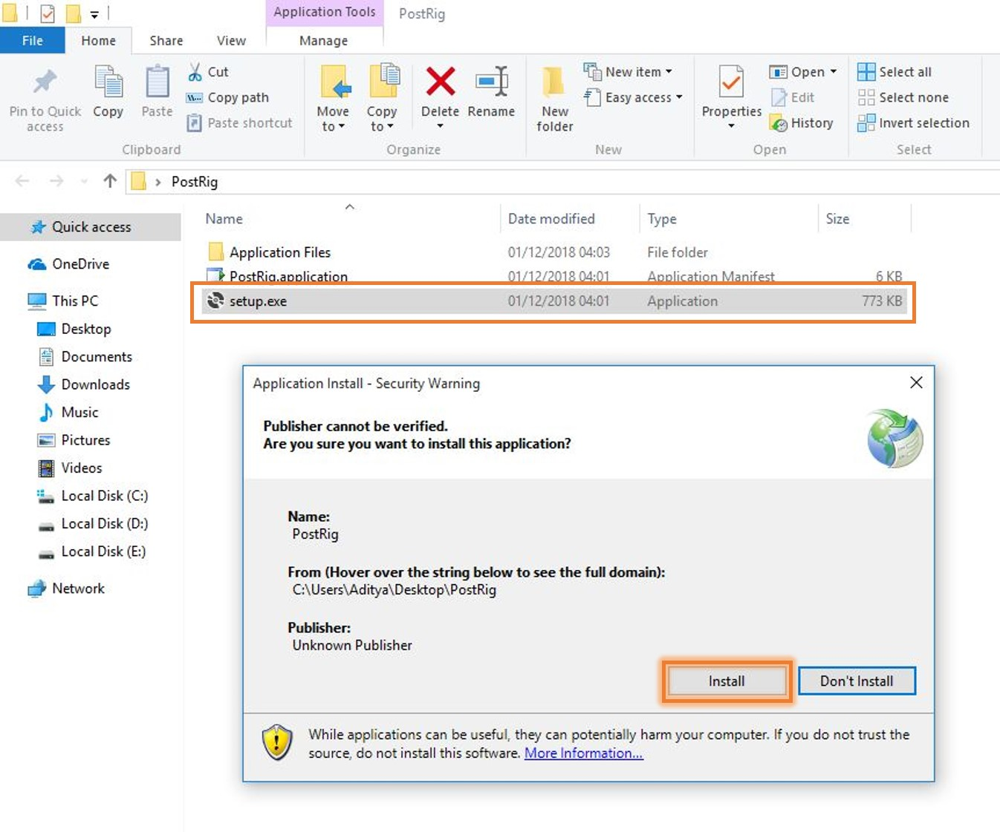 Application Tools PostRig
File Home Share View Manage
Pin to Quick access
Copy
Paste
Cut
Copy path
Paste shortcut
Clipboard
Move to
Copy to
Delete
Rename
Organize
New folder
New item
Easy access
New
Properties
Open
Edit
History
Open
Select all
Select none
Invert selection
Select
PostRig
Quick access
OneDrive
This PC
Desktop
Documents
Downloads
Music
Pictures
Videos
Local Disk (C:)
Local Disk (D:)
Local Disk (E:)
Network
Name Date modified Type Size
Application Files 01/12/2018 04:03 File folder
PostRig.application 01/12/2018 04:01 Application Manifest 6 KB
setup.exe 01/12/2018 04:01 Application 773 KB
Application Install - Security Warning
Publisher cannot be verified.
Are you sure you want to install this application?
Name:
PostRig
From (Hover over the string below to see the full domain):
C:\Users\Aditya\Desktop\PostRig
Publisher:
Unknown Publisher
Install Don't Install
While applications can be useful, they can potentially harm your computer. If you do not trust the
source, do not install this software. More Information...